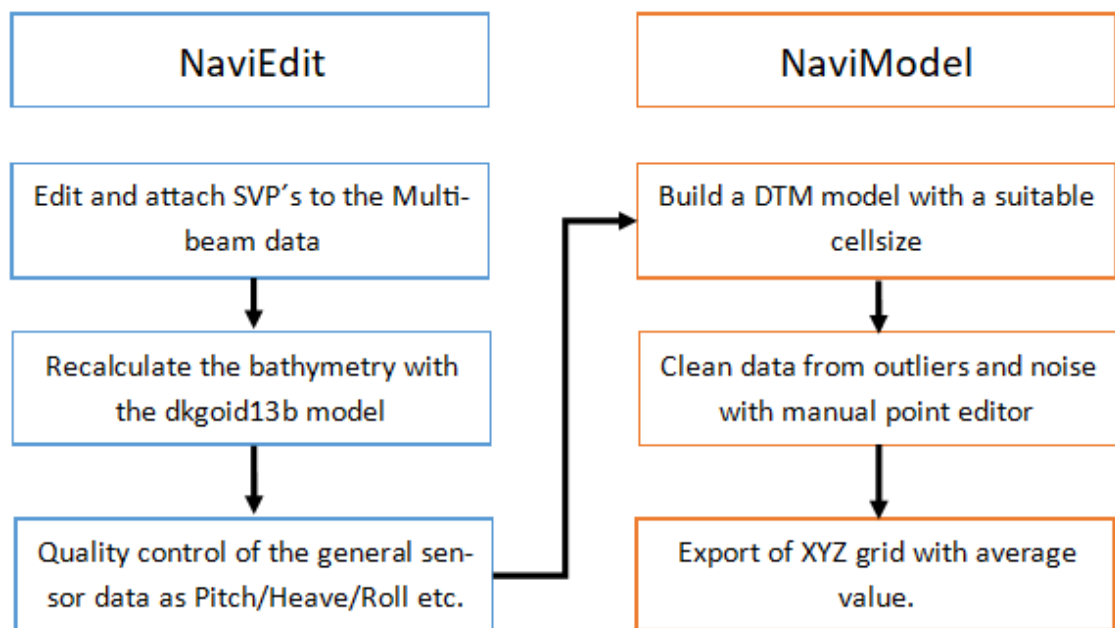 NaviEdit
Edit and attach SVP´s to the Multi-
beam data
Recalculate the bathymetry with
the dkgoid13b model
Quality control of the general sen-
sor data as Pitch/Heave/Roll etc.
NaviModel
Build a DTM model with a suitable
cellsize
Clean data from outliers and noise
with manual point editor
Export of XYZ grid with average
value.